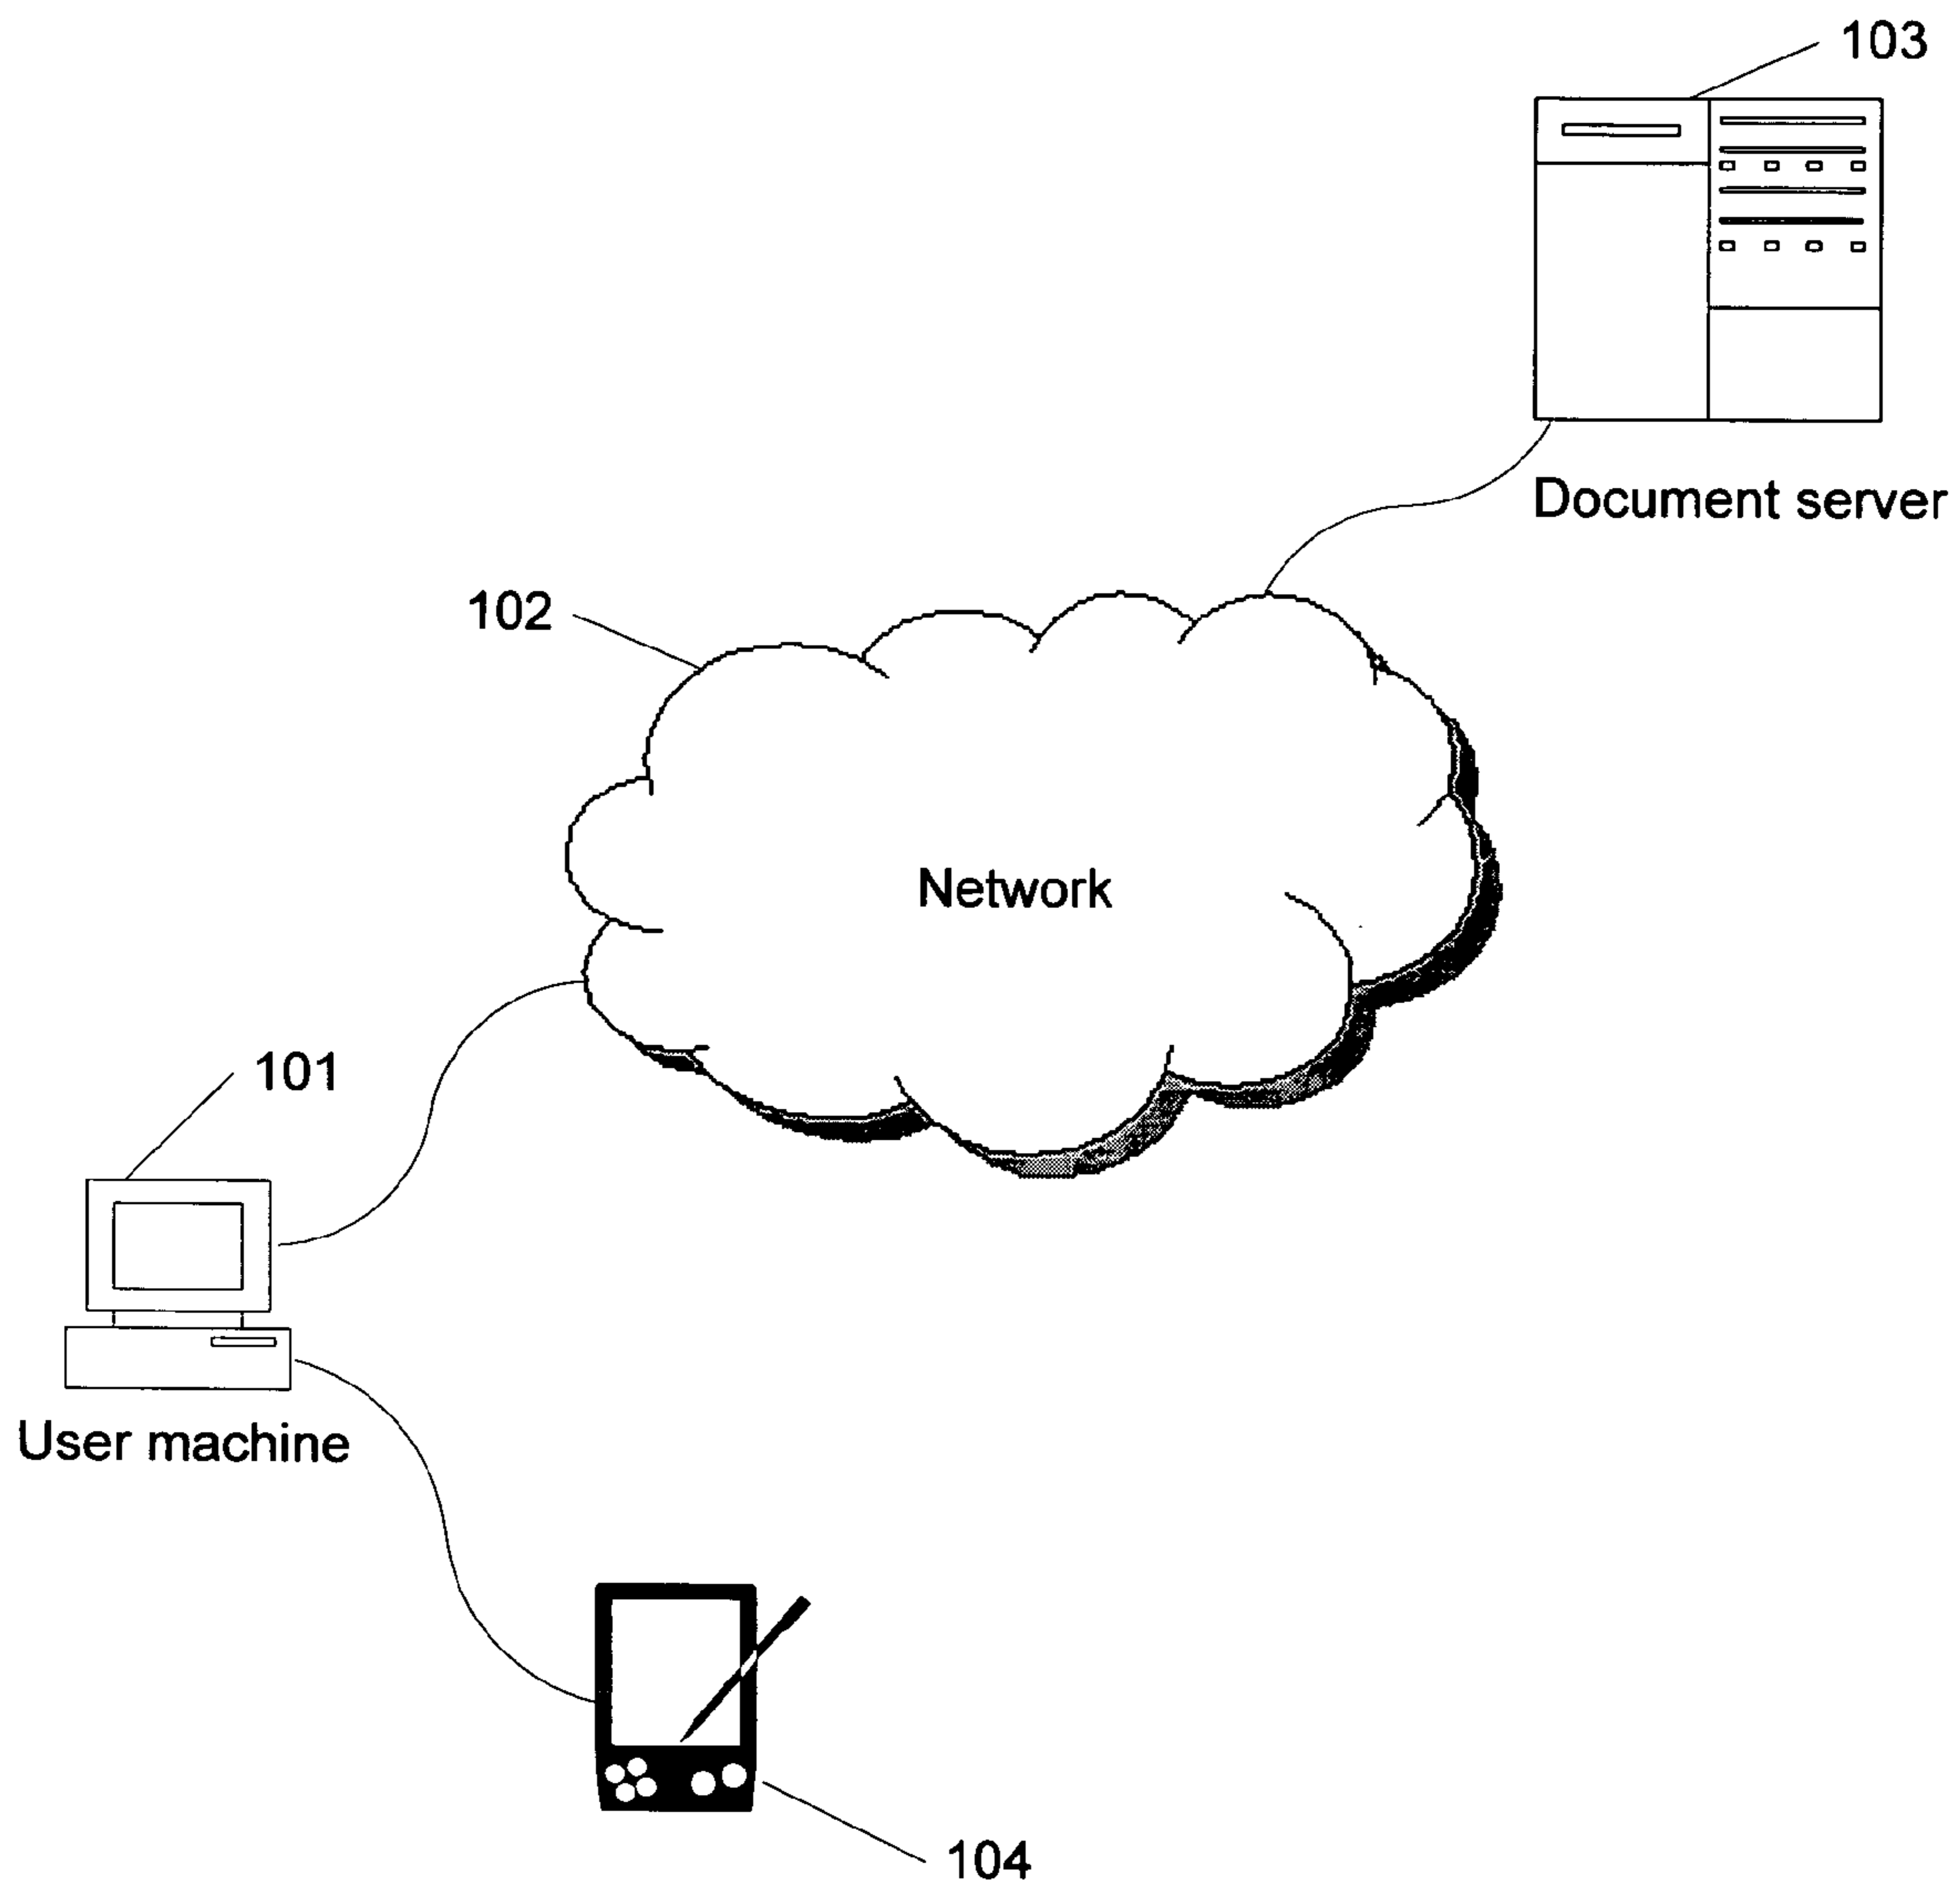 103
Document server
102
Network
101
User machine
104